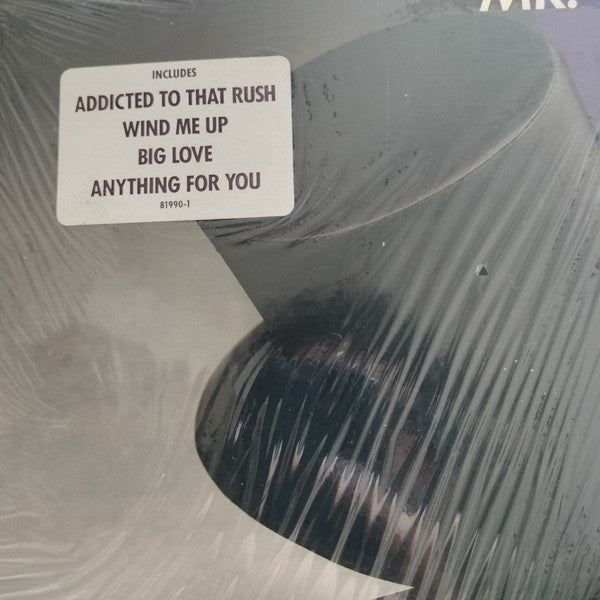 MR.
INCLUDES
ADDICTED TO THAT RUSH
WIND ME UP
BIG LOVE
ANYTHING FOR YOU
81990-1